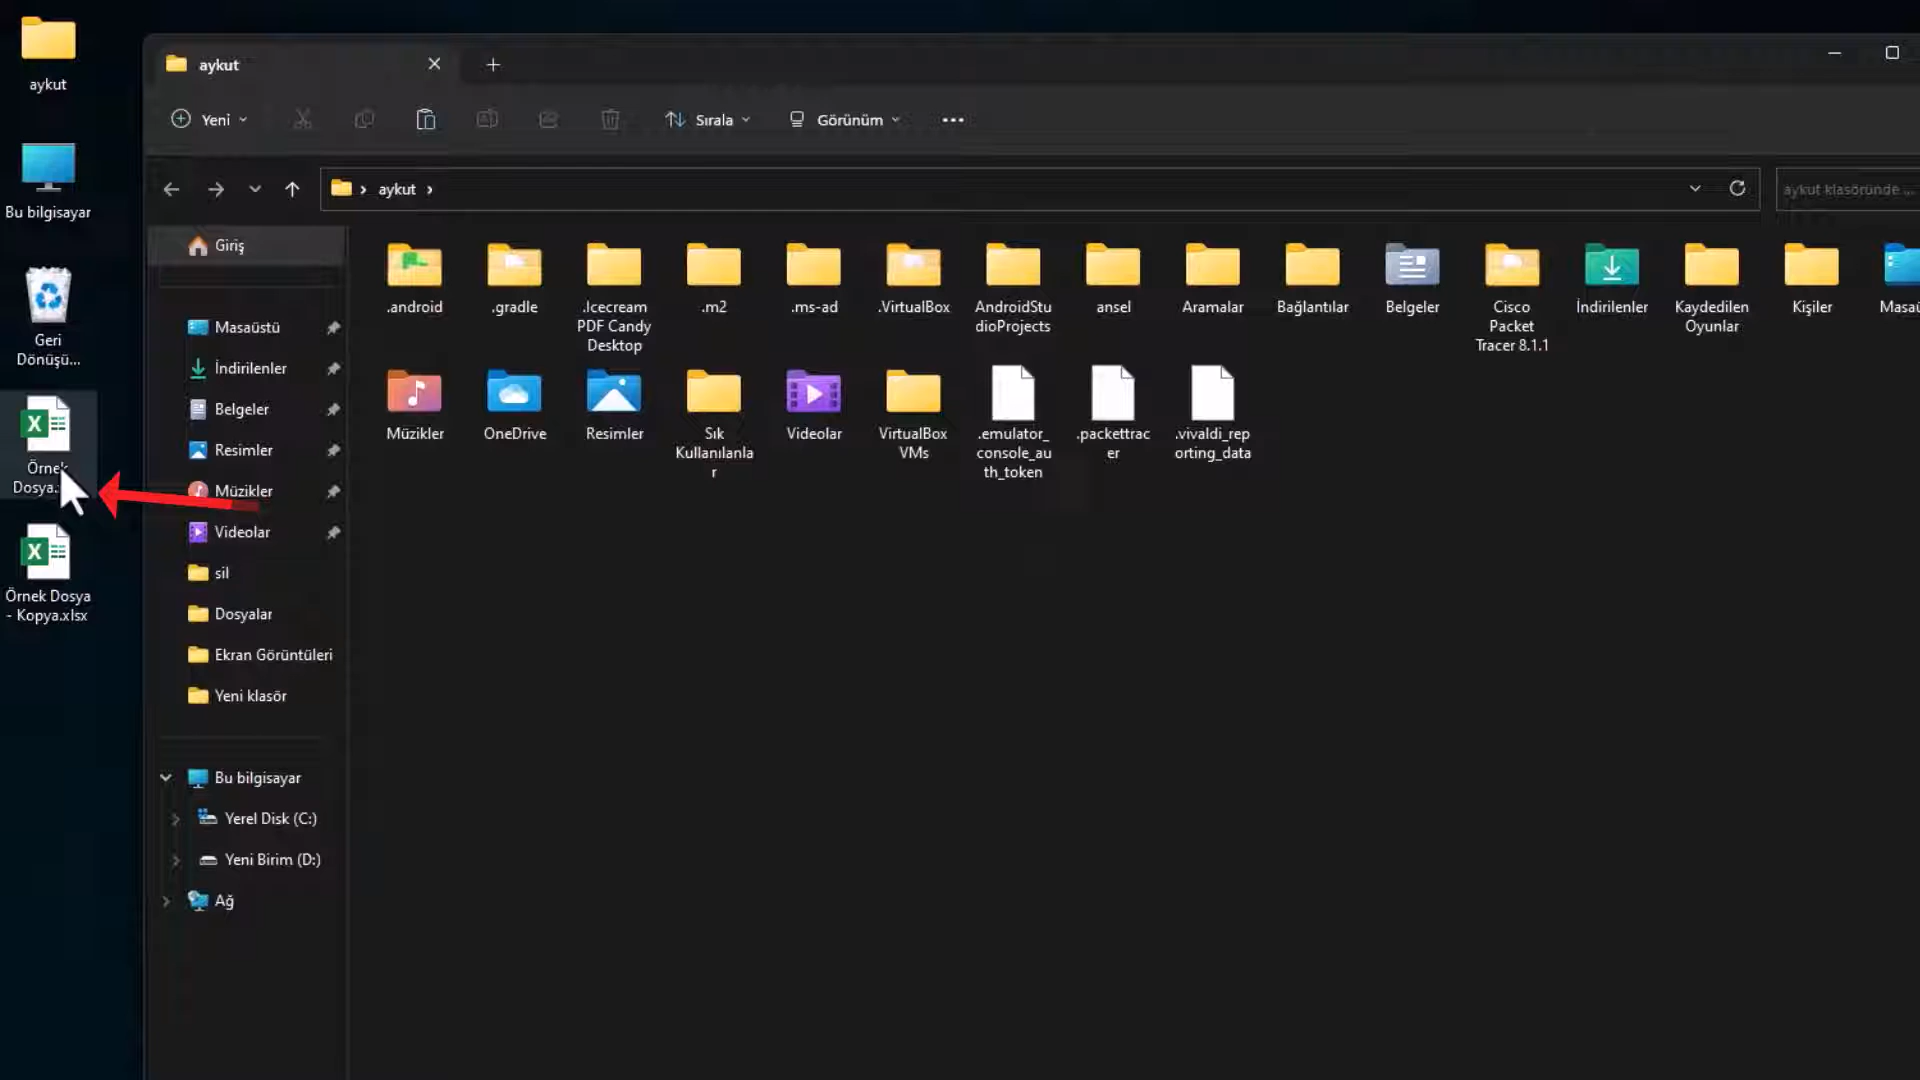 aykut
Bu bilgisayar
Geri
Dönüşü...
Örnek
Dosya.
Örnek Dosya
- Kopya.xlsx
aykut
Yeni
Sırala
Görünüm
aykut
aykut klasöründe ...
Giriş
Masaüstü
İndirilenler
Belgeler
Resimler
Müzikler
Videolar
sil
Dosyalar
Ekran Görüntüleri
Yeni klasör
Bu bilgisayar
Yerel Disk (C:)
Yeni Birim (D:)
Ağ
.android
.gradle
.Icecream
PDF Candy
Desktop
.m2
.ms-ad
.VirtualBox
AndroidStu
dioProjects
ansel
Aramalar
Bağlantılar
Belgeler
Cisco
Packet
Tracer 8.1.1
İndirilenler
Kaydedilen
Oyunlar
Kişiler
Masaü
Müzikler
OneDrive
Resimler
Sık
Kullanılanla
r
Videolar
VirtualBox
VMs
.emulator_
console_au
th_token
.packettrac
er
.vivaldi_rep
orting_data